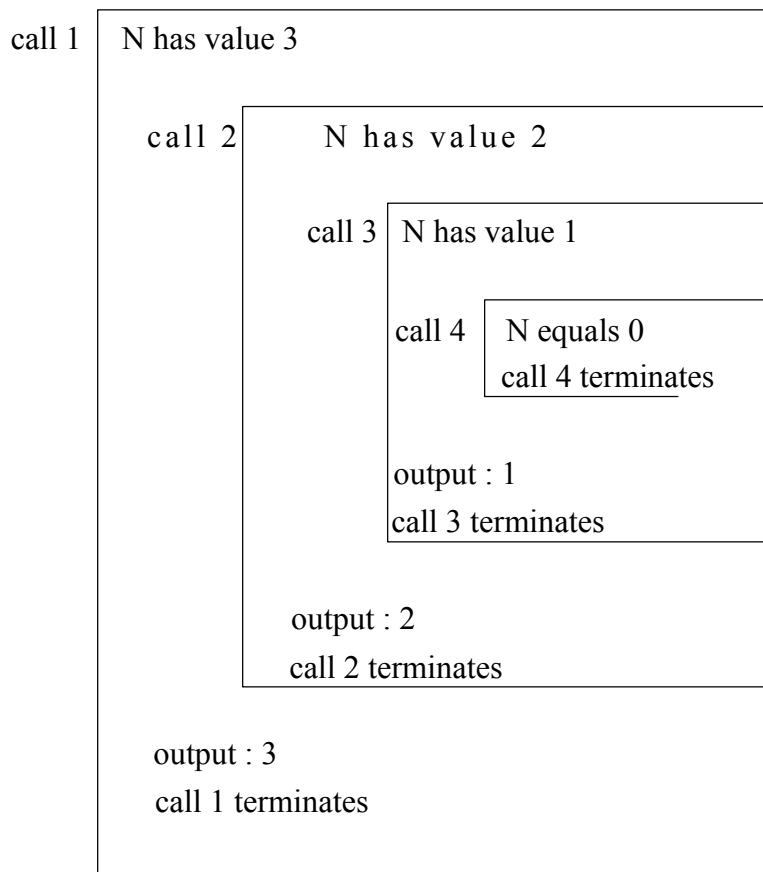 call 1 N has value 3
call 2 N has value 2
call 3 N has value 1
call 4 N equals 0
call 4 terminates
output : 1
call 3 terminates
output : 2
call 2 terminates
output : 3
call 1 terminates